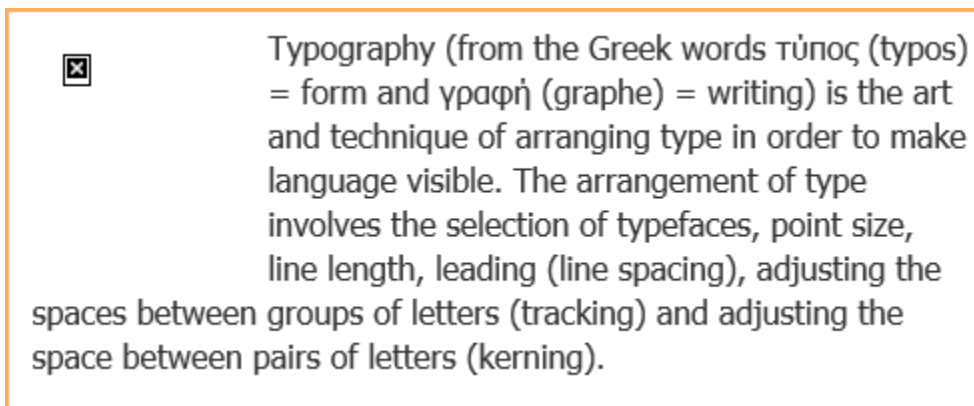 Typography (from the Greek words τύπος (typos)
= form and γραφή (graphe) = writing) is the art
and technique of arranging type in order to make
language visible. The arrangement of type
involves the selection of typefaces, point size,
line length, leading (line spacing), adjusting the
spaces between groups of letters (tracking) and adjusting the
space between pairs of letters (kerning).